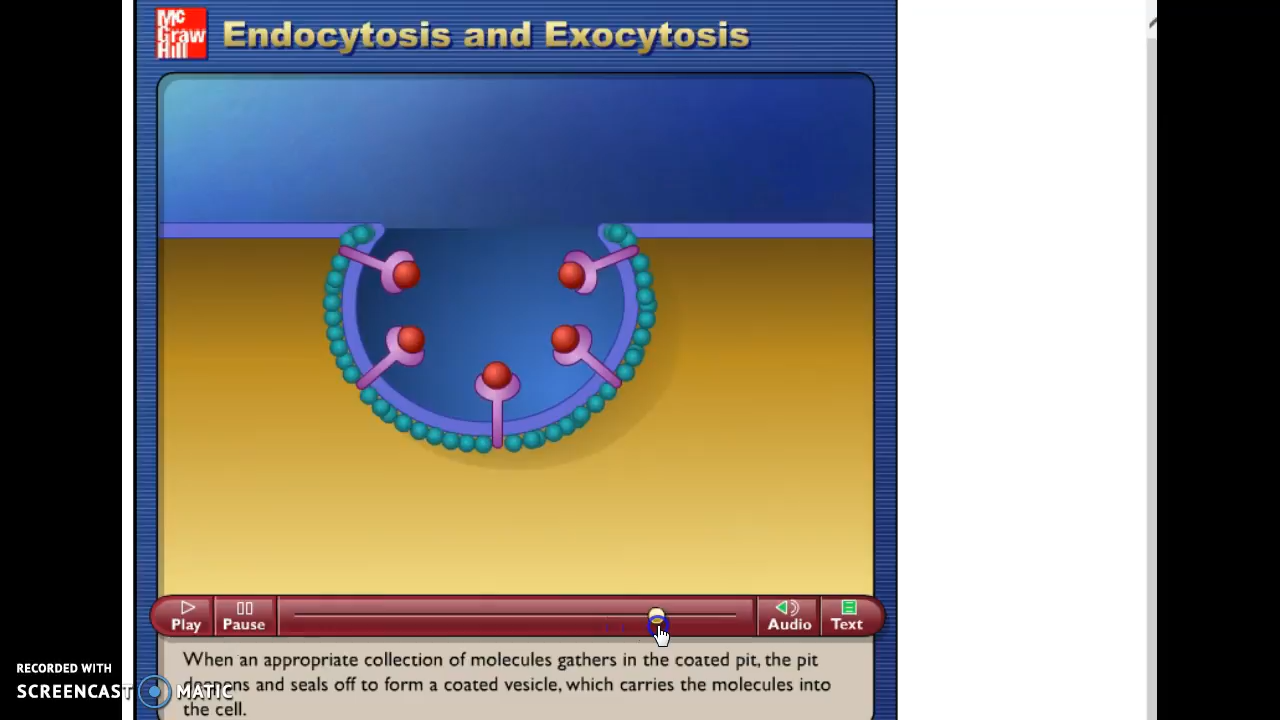 Mc
Graw
Hill
Endocytosis and Exocytosis
Play
Pause
Audio
Text
When an appropriate collection of molecules gathers in the coated pit, the pit
and seals off to form a coated vesicle, which carries the molecules into
the cell.
RECORDED WITH
SCREENCAST MATIC